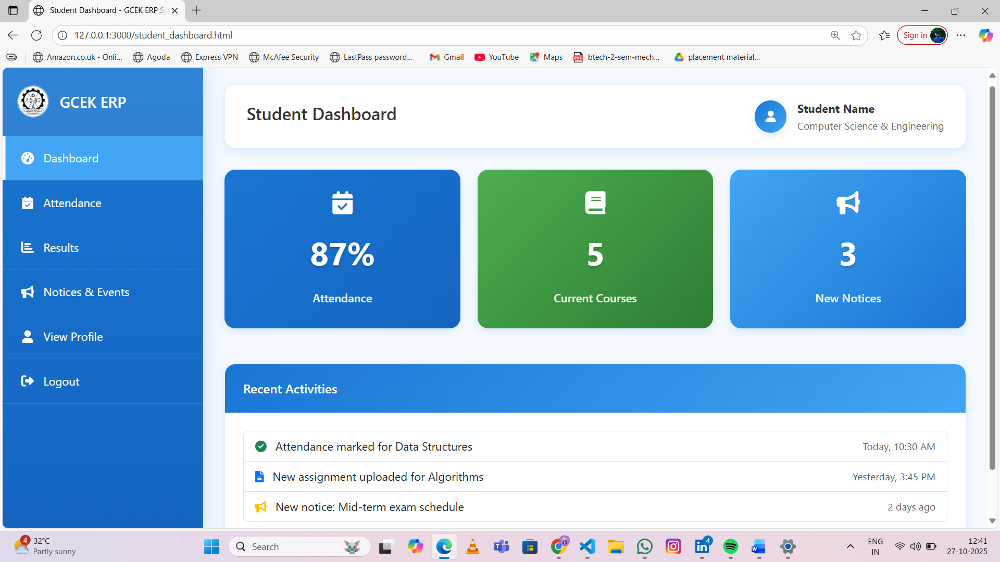 Student Dashboard - GCEK ERP Sy
127.0.0.1:3000/student_dashboard.html
Sign in
Amazon.co.uk - Onli...
Agoda
Express VPN
McAfee Security
LastPass password...
Gmail
YouTube
Maps
PDF
btech-2-sem-mech...
placement material...
GCEK ERP
Dashboard
Attendance
Results
Notices & Events
View Profile
Logout
Student Dashboard
Student Name
Computer Science & Engineering
87%
Attendance
5
Current Courses
3
New Notices
Recent Activities
Attendance marked for Data Structures
Today, 10:30 AM
New assignment uploaded for Algorithms
Yesterday, 3:45 PM
New notice: Mid-term exam schedule
2 days ago
4
32°C
Partly sunny
Search
4
ENG
IN
12:41
27-10-2025